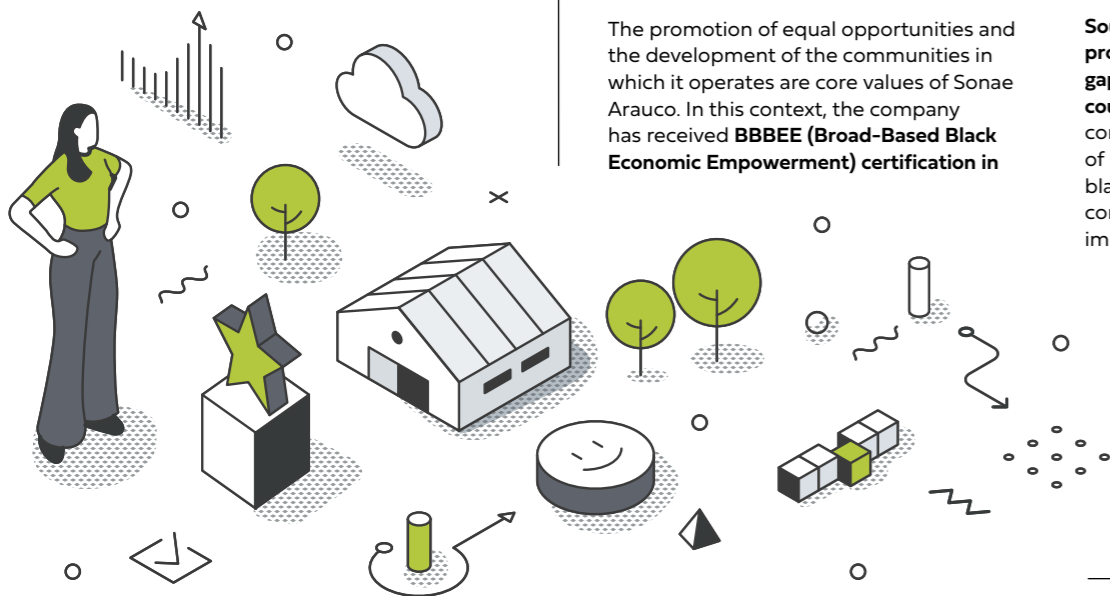 The promotion of equal opportunities and
the development of the communities in
which it operates are core values of Sonae
Arauco. In this context, the company
has received BBBEE (Broad-Based Black
Economic Empowerment) certification in
of